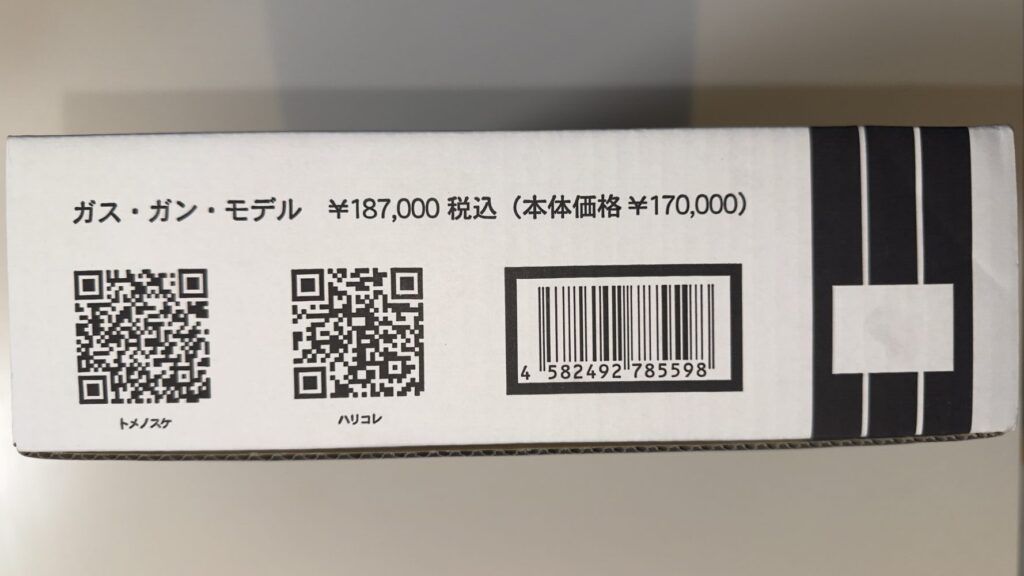 ガス・ガン・モデル ¥187,000 税込（本体価格 ¥170,000）
トメノスケ
ハリコレ
4 582492 785598